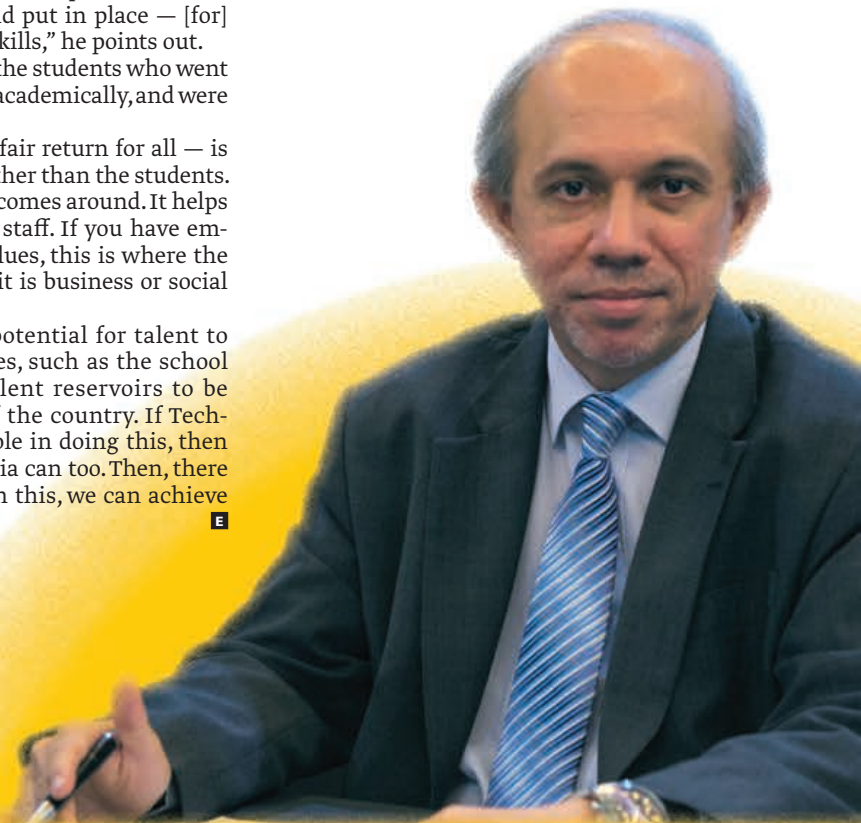 d put in place — [for]
kills,” he points out.
the students who went
academically, and were
fair return for all — is
ther than the students.
comes around. It helps
staff. If you have em-
lues, this is where the
it is business or social
potential for talent to
es, such as the school
lent reservoirs to be
the country. If Tech-
ole in doing this, then
ia can too. Then, there
n this, we can achieve
E